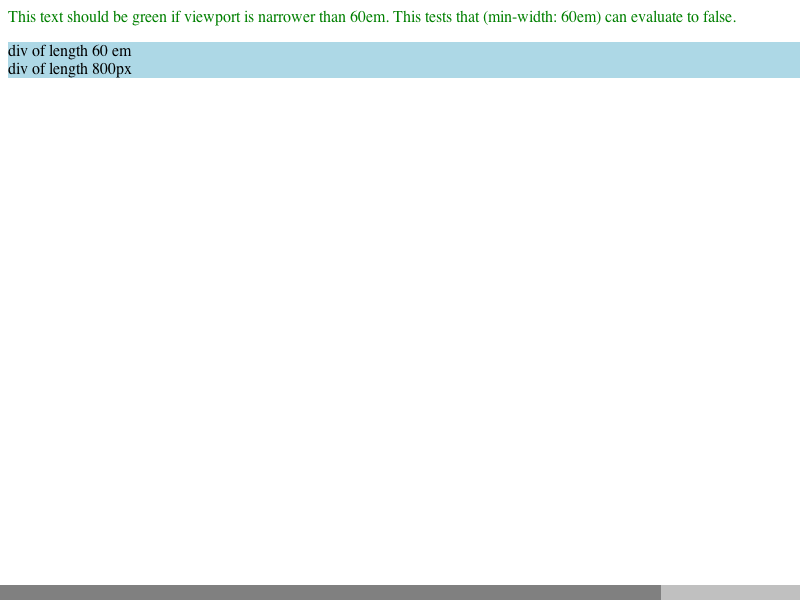 This text should be green if viewport is narrower than 60em. This tests that (min-width: 60em) can evaluate to false.
div of length 60 em
div of length 800px